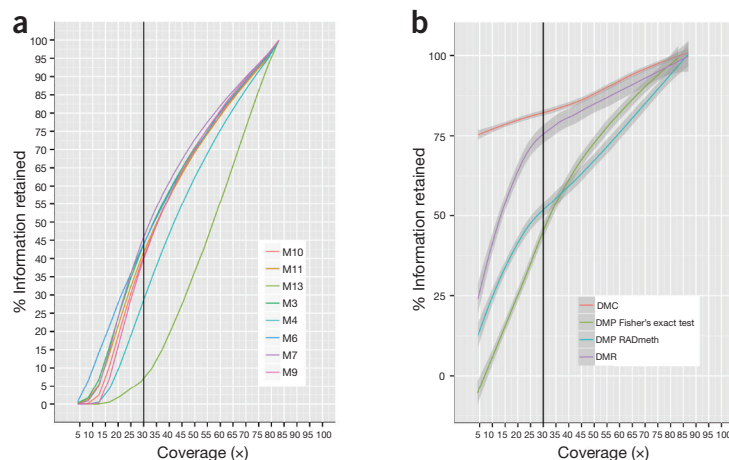 a
% Information retained
100
95
90
85
80
75
70
65
60
55
50
45
40
35
30
25
20
15
10
5
0
M10
M11
M13
M3
M4
M6
M7
M9
5 10 15 20 25 30 35 40 45 50 55 60 65 70 75 80 85 90 95 100
Coverage (×)
b
% Information retained
100
75
50
25
0
DMC
DMP Fisher's exact test
DMP RADmeth
DMR
5 10 15 20 25 30 35 40 45 50 55 60 65 70 75 80 85 90 95 100
Coverage (×)